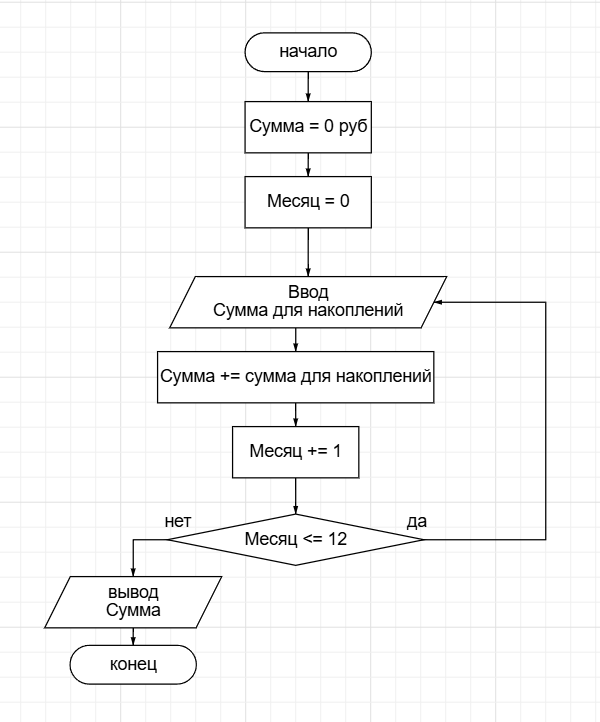 начало
Сумма = 0 руб
Месяц = 0
Ввод
Сумма для накоплений
Сумма += сумма для накоплений
Месяц += 1
Месяц <= 12
нет
да
вывод
Сумма
конец